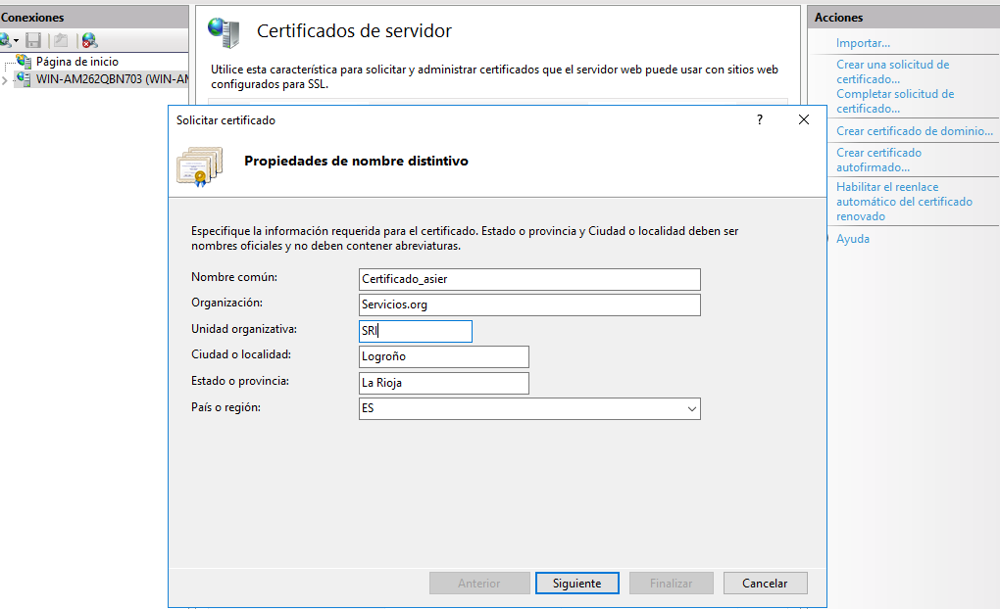 Conexiones
Página de inicio
WIN-AM262QBN703 (WIN-AM
Certificados de servidor
Utilice esta característica para solicitar y administrar certificados que el servidor web puede usar con sitios web
configurados para SSL.
Solicitar certificado
?
Propiedades de nombre distintivo
Especifique la información requerida para el certificado. Estado o provincia y Ciudad o localidad deben ser
nombres oficiales y no deben contener abreviaturas.
Nombre común: Certificado_asier
Organización: Servicios.org
Unidad organizativa: SRI
Ciudad o localidad: Logroño
Estado o provincia: La Rioja
País o región: ES
Anterior Siguiente Finalizar Cancelar
Acciones
Importar...
Crear una solicitud de
certificado...
Completar solicitud de
certificado...
Crear certificado de dominio...
Crear certificado
autofirmado...
Habilitar el reenlace
automático del certificado
renovado
Ayuda